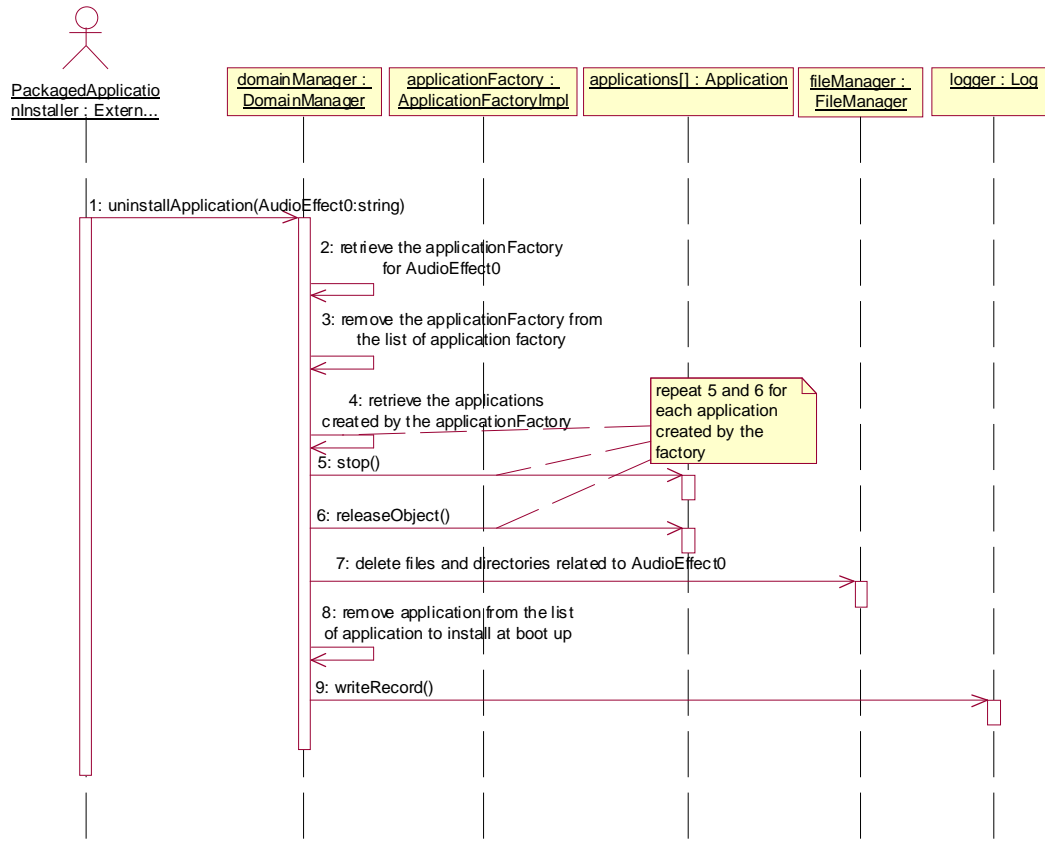 PackagedApplicatio
nInstaller : Extern...
domainManager :
DomainManager
applicationFactory :
ApplicationFactoryImpl
applications[] : Application
fileManager :
FileManager
logger : Log
1: uninstallApplication(AudioEffect0:string)
2: retrieve the applicationFactory
for AudioEffect0
3: remove the applicationFactory from
the list of application factory
4: retrieve the applications
created by the applicationFactory
repeat 5 and 6 for
each application
created by the
factory
5: stop()
6: releaseObject()
7: delete files and directories related to AudioEffect0
8: remove application from the list
of application to install at boot up
9: writeRecord()